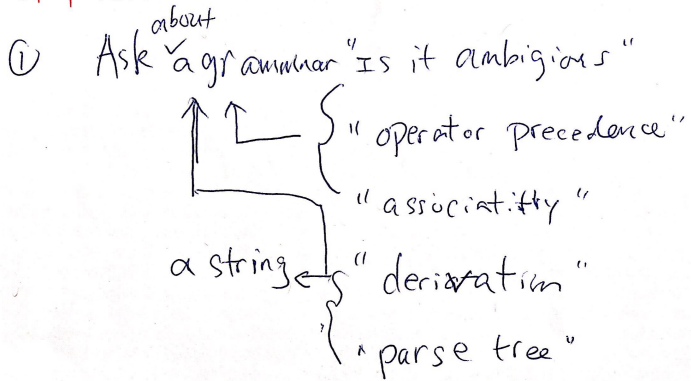 ① Ask about a grammar "Is it ambigious"
"operator precedence"
"associatitty"
a string "derivation"
"parse tree"